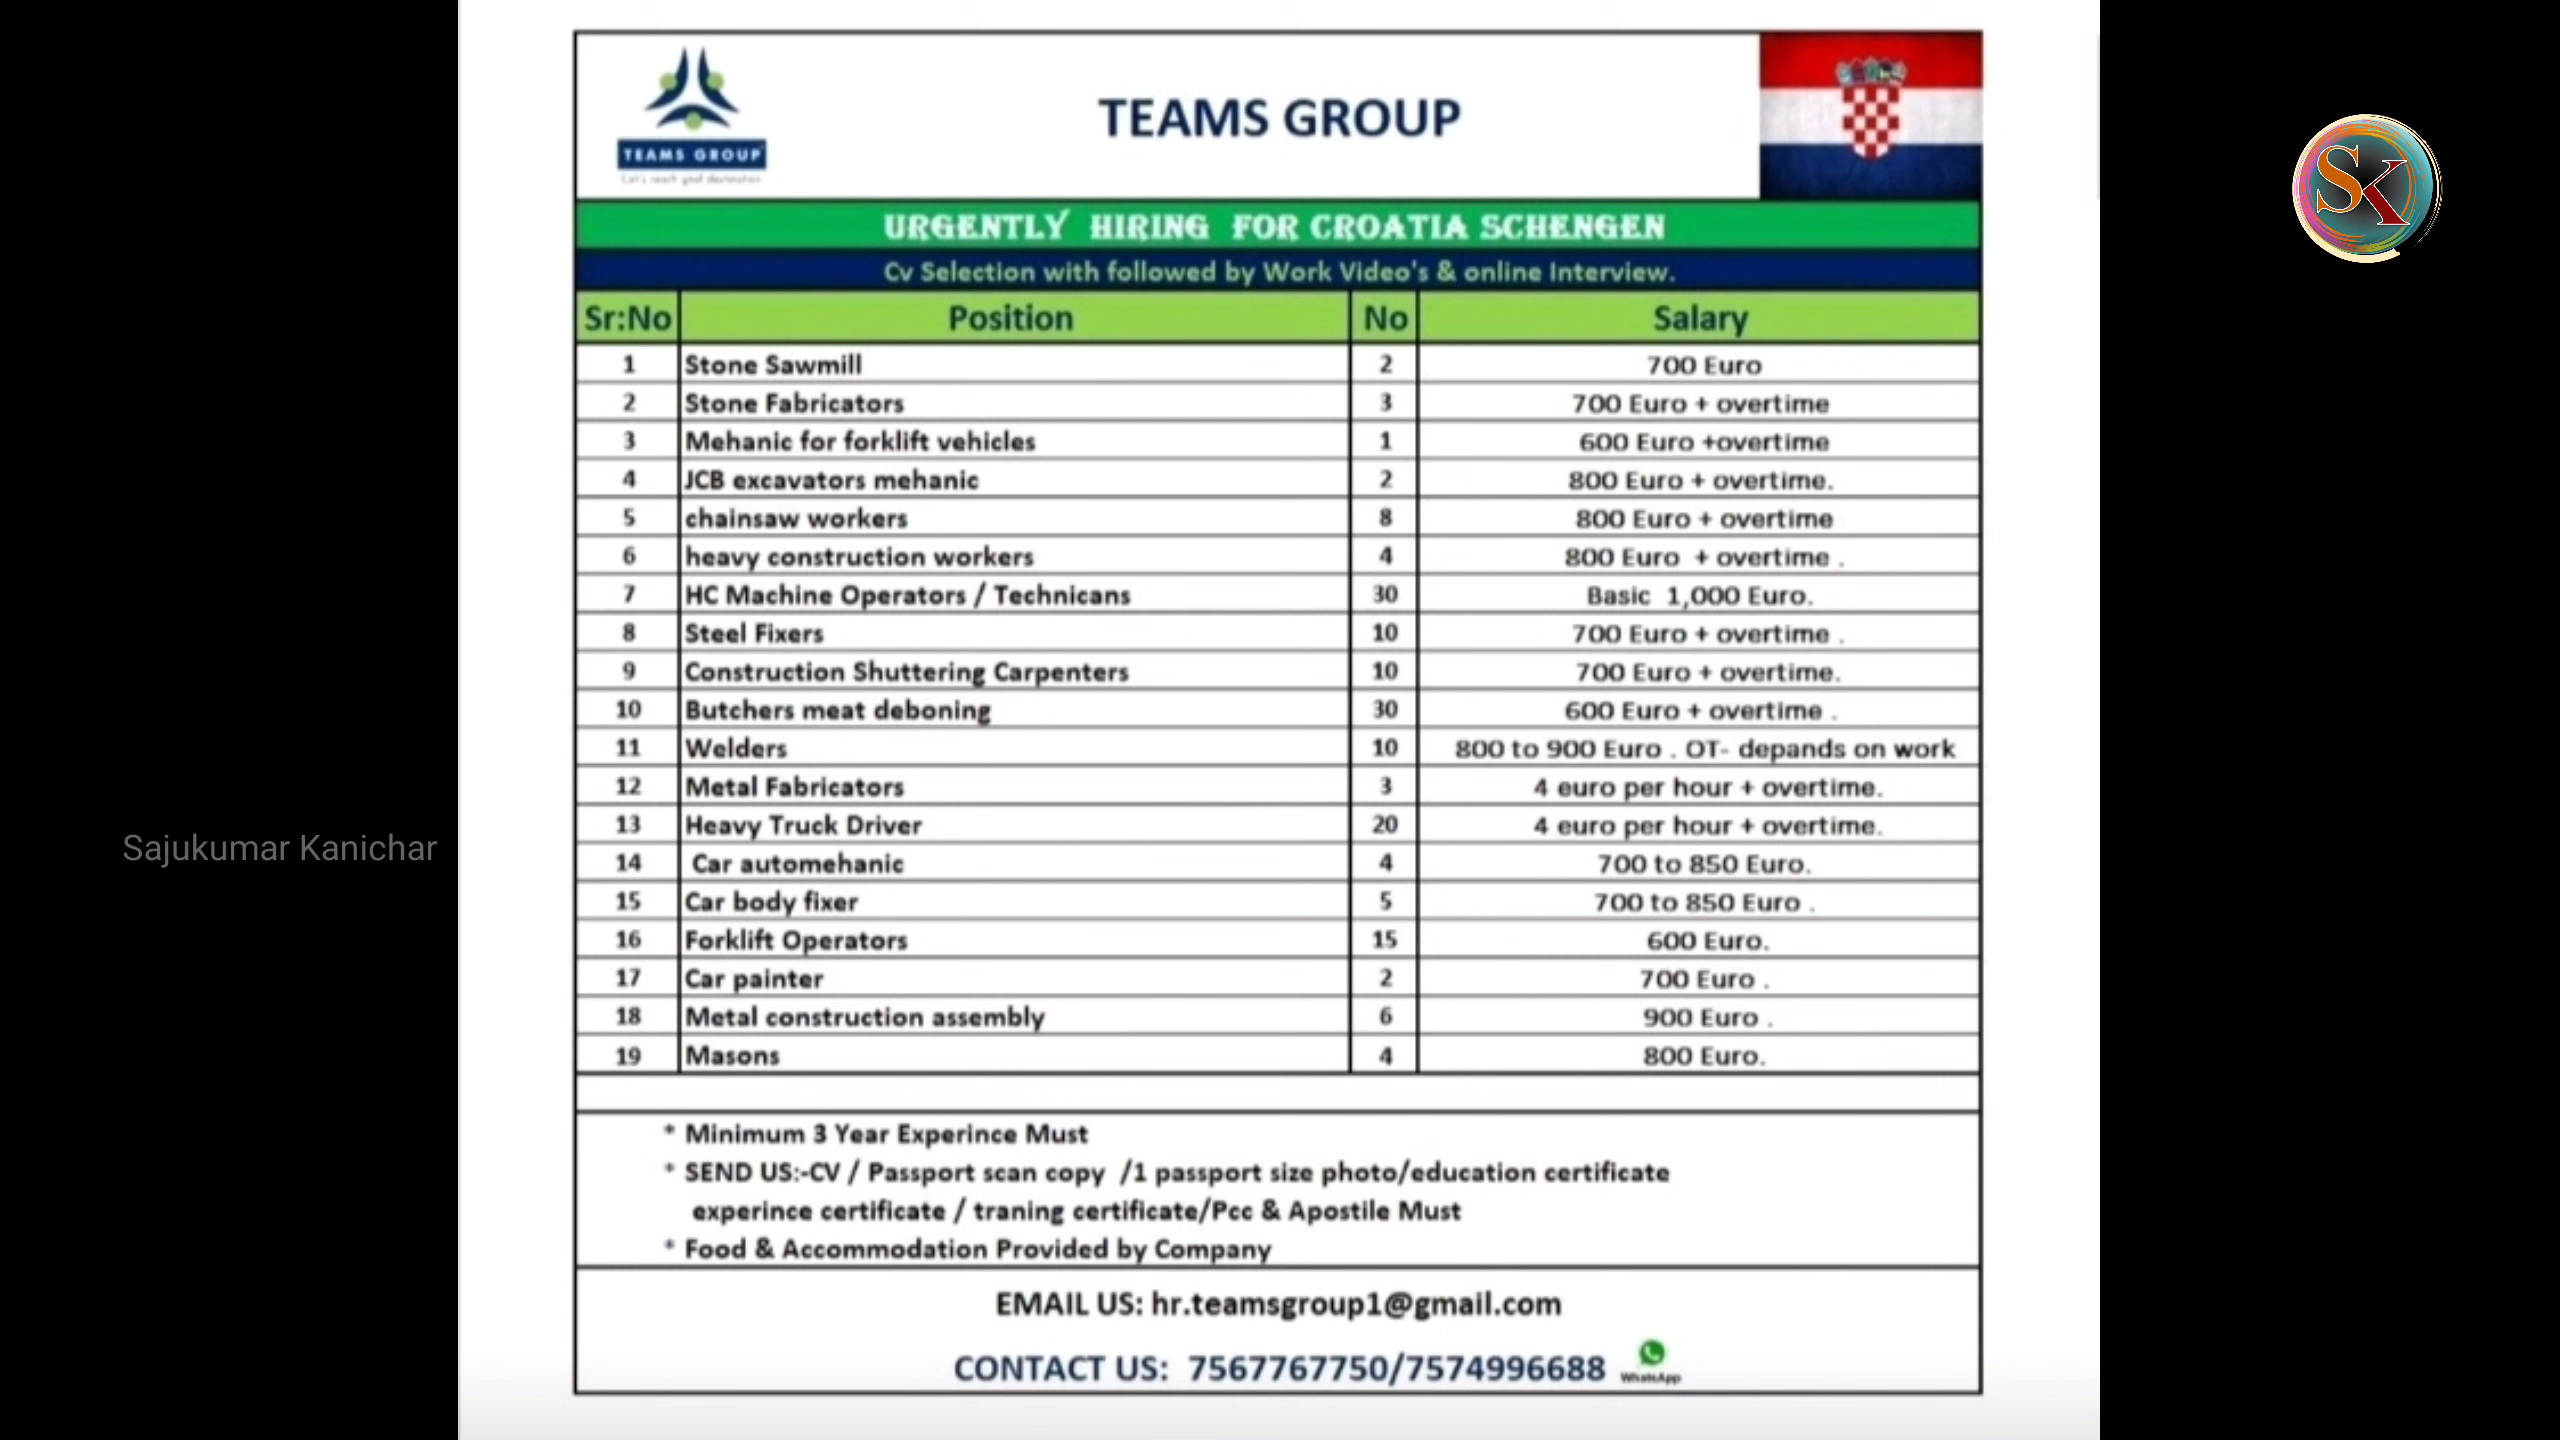 TEAMS GROUP
Let's reach goal destination
TEAMS GROUP
SK
URGENTLY HIRING FOR CROATIA SCHENGEN
Cv Selection with followed by Work Video's & online Interview.
Sr:No Position No Salary
1 Stone Sawmill 2 700 Euro
2 Stone Fabricators 3 700 Euro + overtime
3 Mehanic for forklift vehicles 1 600 Euro +overtime
4 JCB excavators mehanic 2 800 Euro + overtime.
5 chainsaw workers 8 800 Euro + overtime
6 heavy construction workers 4 800 Euro + overtime .
7 HC Machine Operators / Technicans 30 Basic 1,000 Euro.
8 Steel Fixers 10 700 Euro + overtime .
9 Construction Shuttering Carpenters 10 700 Euro + overtime.
10 Butchers meat deboning 30 600 Euro + overtime .
11 Welders 10 800 to 900 Euro . OT- depands on work
12 Metal Fabricators 3 4 euro per hour + overtime.
13 Heavy Truck Driver 20 4 euro per hour + overtime.
14 Car automehanic 4 700 to 850 Euro.
15 Car body fixer 5 700 to 850 Euro .
16 Forklift Operators 15 600 Euro.
17 Car painter 2 700 Euro .
18 Metal construction assembly 6 900 Euro .
19 Masons 4 800 Euro.
* Minimum 3 Year Experince Must
* SEND US:-CV / Passport scan copy /1 passport size photo/education certificate
experince certificate / traning certificate/Pcc & Apostile Must
* Food & Accommodation Provided by Company
EMAIL US: hr.teamsgroup1@gmail.com
CONTACT US: 7567767750/7574996688 WhatsApp
Sajukumar Kanichar